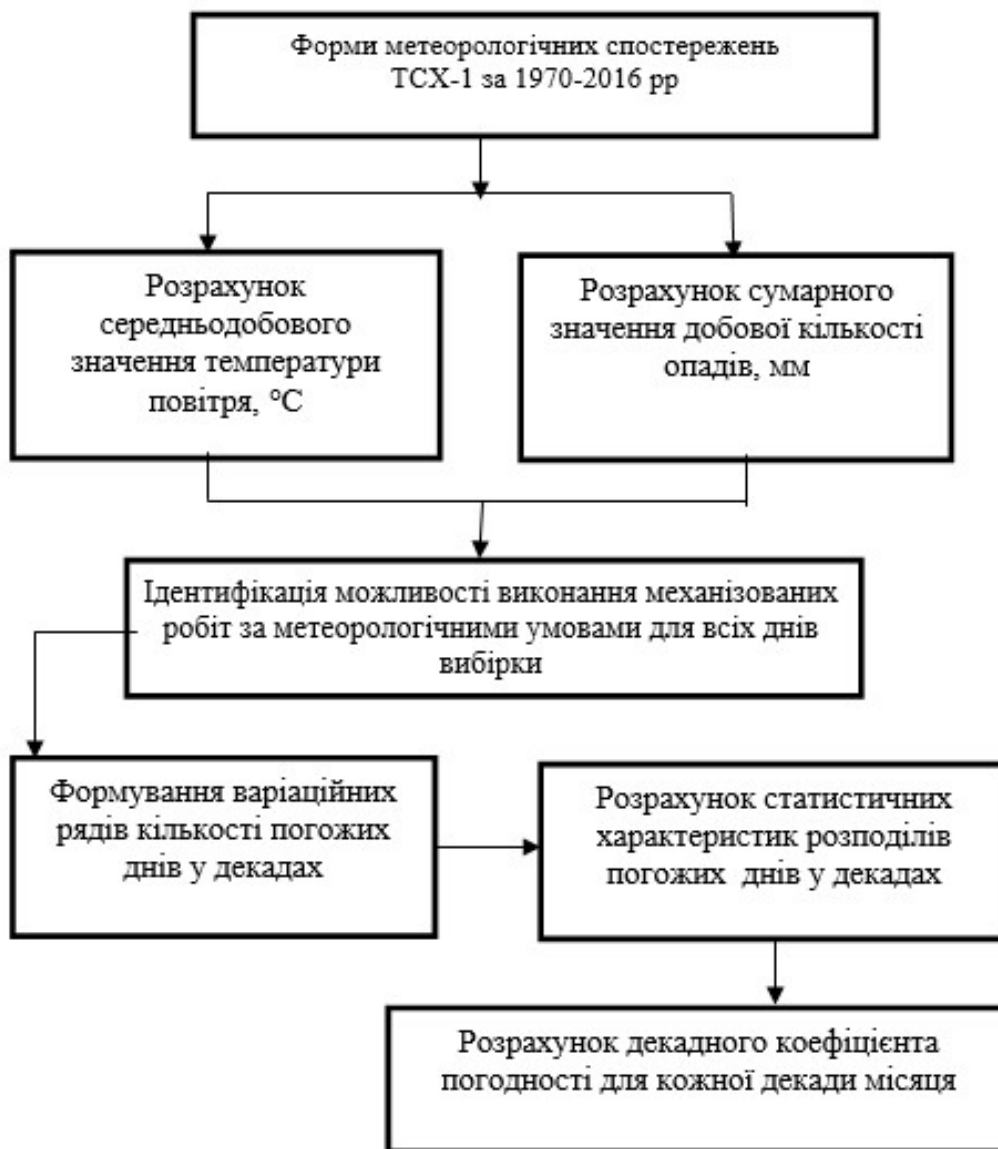 Форми метеорологічних спостережень
ТСХ-1 за 1970-2016 рр
Розрахунок
середньодобового
значення температури
повітря, °С
Розрахунок сумарного
значення добової кількості
опадів, мм
Ідентифікація можливості виконання механізованих
робіт за метеорологічними умовами для всіх днів
вибірки
Формування варіаційних
рядів кількості погожих
днів у декадах
Розрахунок статистичних
характеристик розподілів
погожих днів у декадах
Розрахунок декадного коефіцієнта
погодності для кожної декади місяця